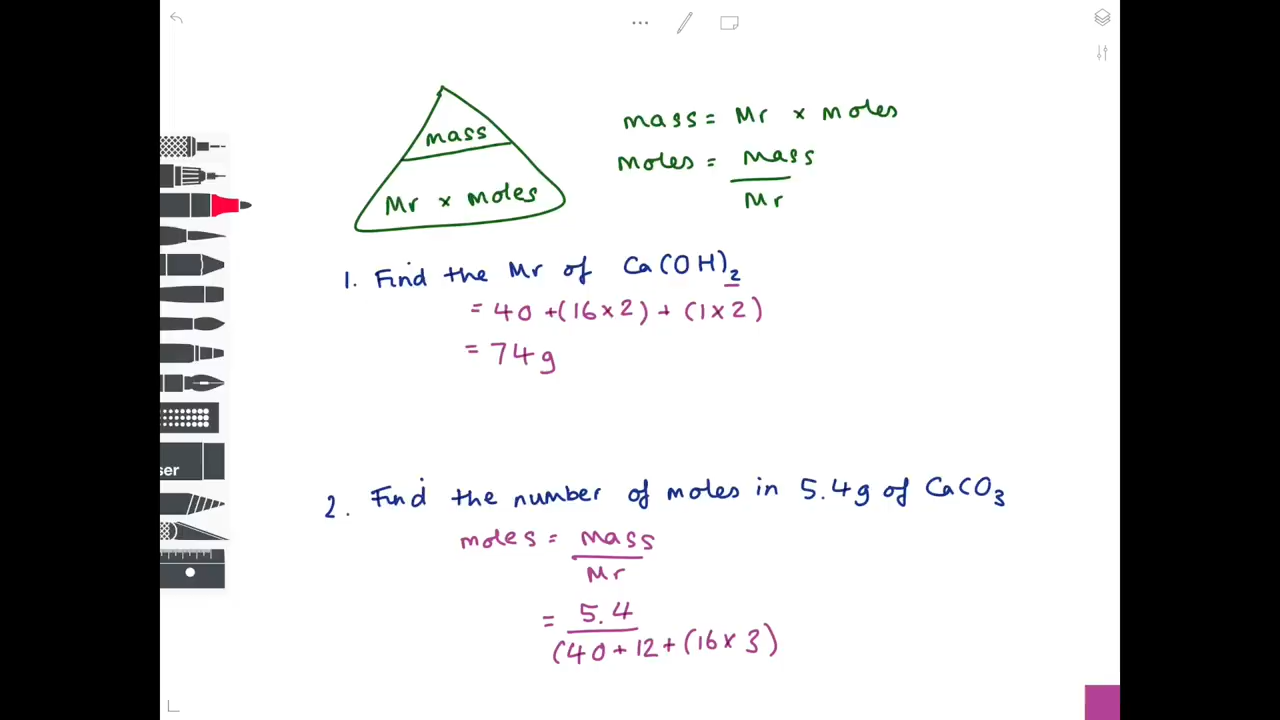 mass
Mr × moles
mass = Mr × moles
moles = mass
Mr
1. Find the Mr of Ca(OH)₂
= 40 + (16 × 2) + (1 × 2)
= 74g
2. Find the number of moles in 5.4g of CaCO₃
moles = mass
Mr
= 5.4
(40 + 12 + (16 × 3)
ser